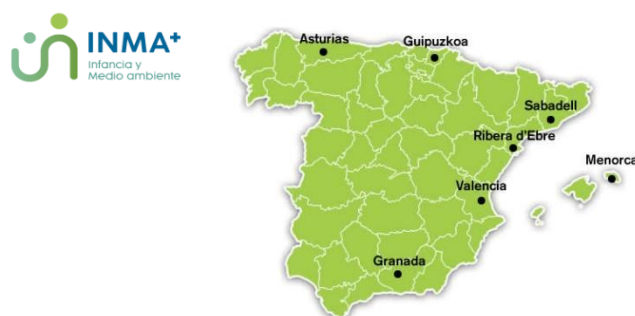 INMA+
Infancia y
Medio ambiente
Asturias
Guipuzkoa
Sabadell
Ribera d'Ebre
Menorca
Valencia
Granada